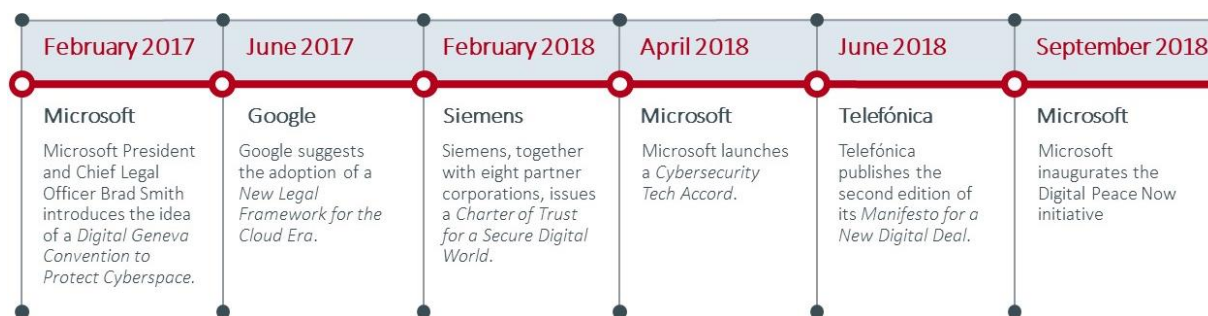 February 2017
June 2017
February 2018
April 2018
June 2018
September 2018
Microsoft
Microsoft President
and Chief Legal
Officer Brad Smith
introduces the idea
of a Digital Geneva
Convention to
Protect Cyberspace.
Google
Google suggests
the adoption of a
New Legal
Framework for the
Cloud Era.
Siemens
Siemens, together
with eight partner
corporations, issues
a Charter of Trust
for a Secure Digital
World.
Microsoft
Microsoft launches
a Cybersecurity
Tech Accord.
Telefónica
Telefónica
publishes the
second edition of
its Manifesto for a
New Digital Deal.
Microsoft
Microsoft
inaugurates the
Digital Peace Now
initiative